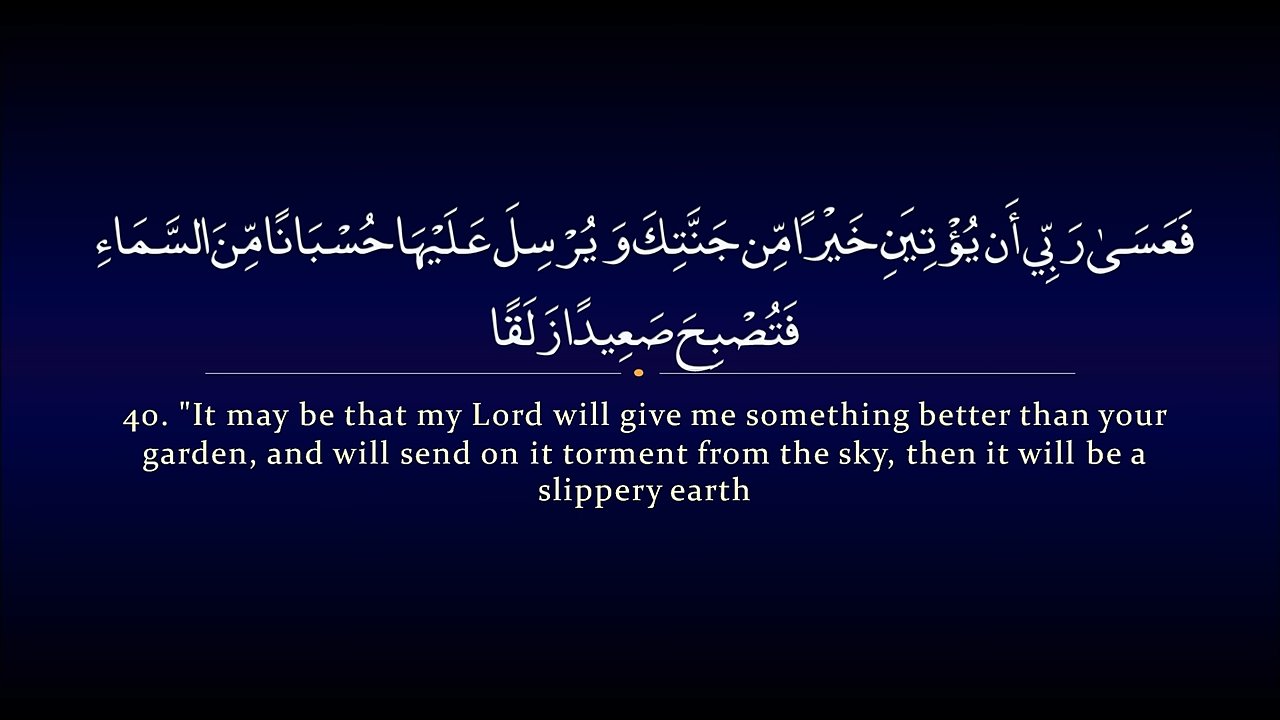 فَعَسَىٰ رَبِّي أَن يُؤْتِيَنِ خَيْرًا مِّن جَنَّتِكَ وَيُرْسِلَ عَلَيْهَا حُسْبَانًا مِّنَ السَّمَاءِ
فَتُصْبِحَ صَعِيدًا زَلَقًا
40. "It may be that my Lord will give me something better than your
garden, and will send on it torment from the sky, then it will be a
slippery earth